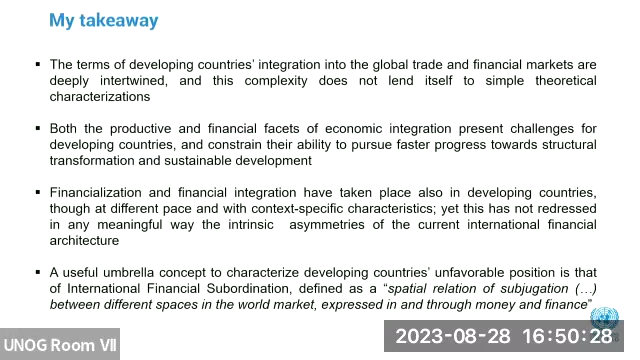 My takeaway
▪ The terms of developing countries’ integration into the global trade and financial markets are
deeply intertwined, and this complexity does not lend itself to simple theoretical
characterizations
▪ Both the productive and financial facets of economic integration present challenges for
developing countries, and constrain their ability to pursue faster progress towards structural
transformation and sustainable development
▪ Financialization and financial integration have taken place also in developing countries,
though at different pace and with context-specific characteristics; yet this has not redressed
in any meaningful way the intrinsic asymmetries of the current international financial
architecture
▪ A useful umbrella concept to characterize developing countries’ unfavorable position is that
of International Financial Subordination, defined as a “spatial relation of subjugation (…)
between different spaces in the world market, expressed in and through money and finance”
UNOG Room VII
2023-08-28 16:50:28